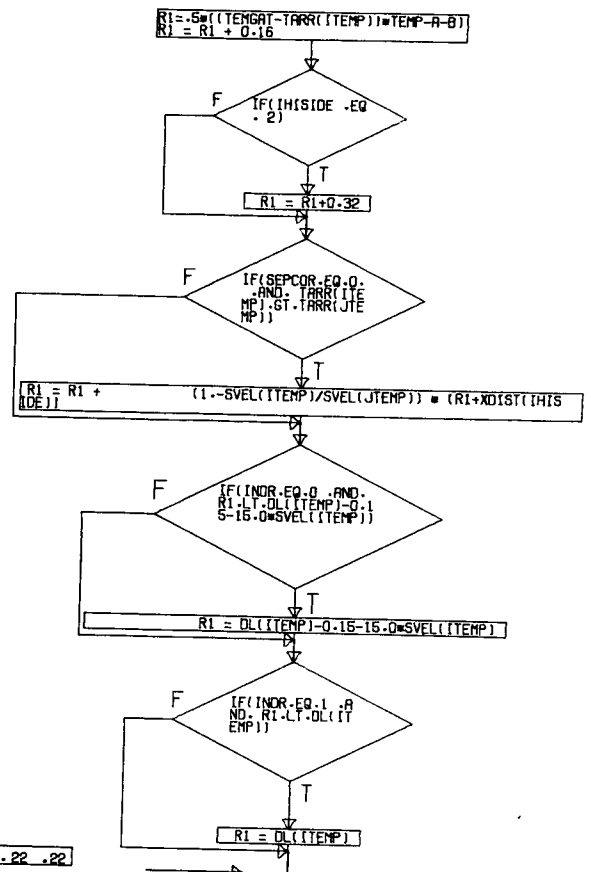 R1=.5*((TEMGAT-TARR(ITEMP))*TEMP-A-B)
R1 = R1 + 0.16
F
IF(IHISIDE .EQ
. 2)
T
R1 = R1+0.32
F
IF(SEPCOR.EQ.0.
.AND. TARR(ITE
MP).GT.TARR(JTE
MP))
T
R1 = R1 + (1.-SVEL(ITEMP)/SVEL(JTEMP)) * (R1+XDIST(IHIS
IDE))
F
IF(INDR.EQ.0 .AND.
R1.LT.DL(ITEMP)-0.1
5-15.0*SVEL(ITEMP))
T
R1 = DL(ITEMP)-0.15-15.0*SVEL(ITEMP)
F
IF(INDR.EQ.1 .A
ND. R1.LT.DL(IT
EMP))
T
R1 = DL(ITEMP)
.22 .22